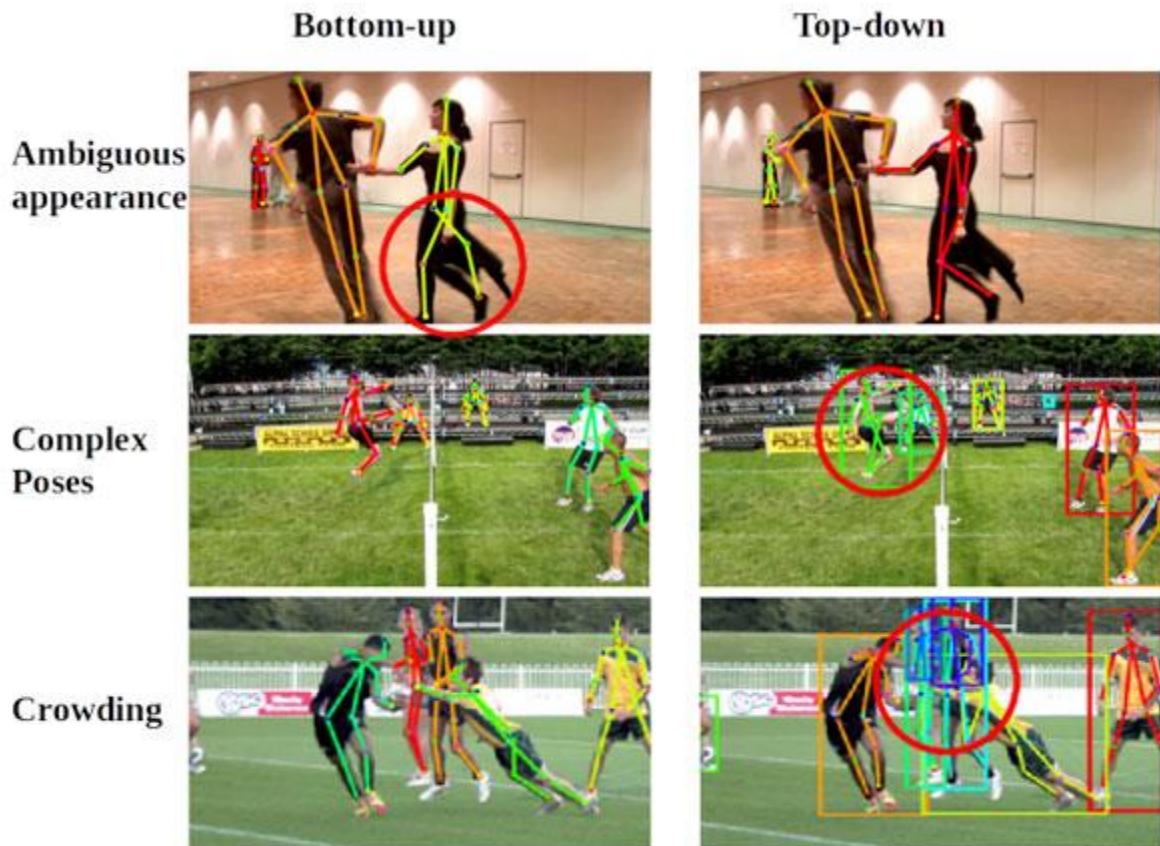 Bottom-up
Top-down
Ambiguous
appearance
Complex
Poses
Crowding